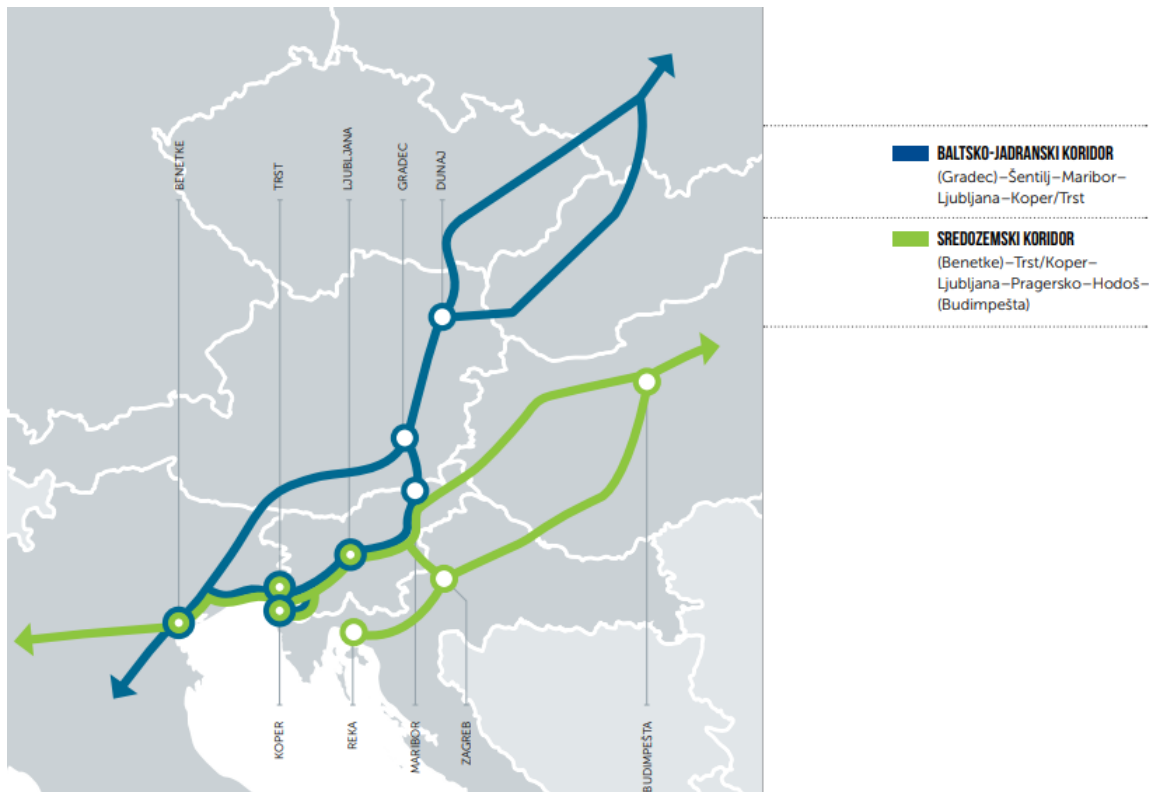 BENETKE
TRST
LJUBLJANA
GRADEC
DUNAJ
KOPER
REKA
MARIBOR
ZAGREB
BUDIMPEŠTA
BALTSKO-JADRANSKI KORIDOR
(Gradec)–Šentilj–Maribor–
Ljubljana–Koper/Trst
SREDOZEMSKI KORIDOR
(Benetke)–Trst/Koper–
Ljubljana–Pragersko–Hodoš–
(Budimpešta)